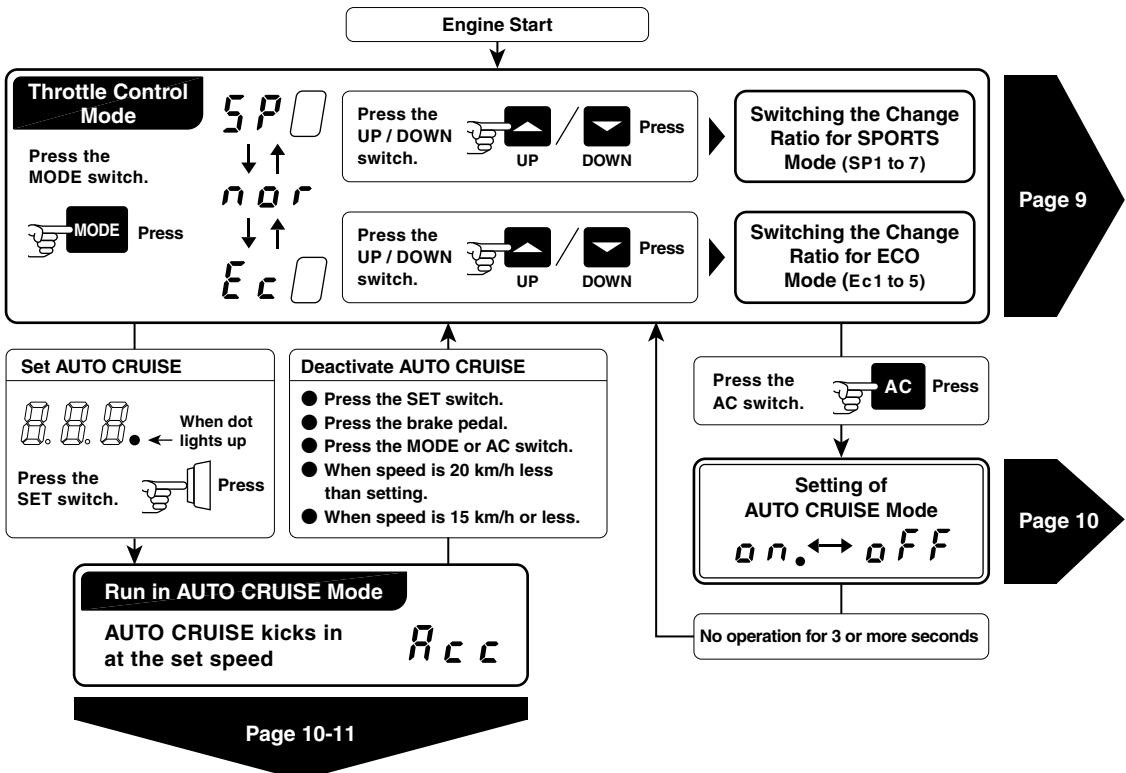 Engine Start
Throttle Control
Mode
Press the
MODE switch.
MODE Press
SP
nor
Ec
Press the
UP / DOWN
switch.
UP / DOWN Press
Switching the Change
Ratio for SPORTS
Mode (SP1 to 7)
Press the
UP / DOWN
switch.
UP / DOWN Press
Switching the Change
Ratio for ECO
Mode (Ec1 to 5)
Page 9
Set AUTO CRUISE
8.8.8.
When dot
lights up
Press the
SET switch.
Press
Deactivate AUTO CRUISE
● Press the SET switch.
● Press the brake pedal.
● Press the MODE or AC switch.
● When speed is 20 km/h less
than setting.
● When speed is 15 km/h or less.
Press the
AC switch.
AC Press
Setting of
AUTO CRUISE Mode
on. ↔ oFF
Page 10
No operation for 3 or more seconds
Run in AUTO CRUISE Mode
AUTO CRUISE kicks in
at the set speed
Acc
Page 10-11